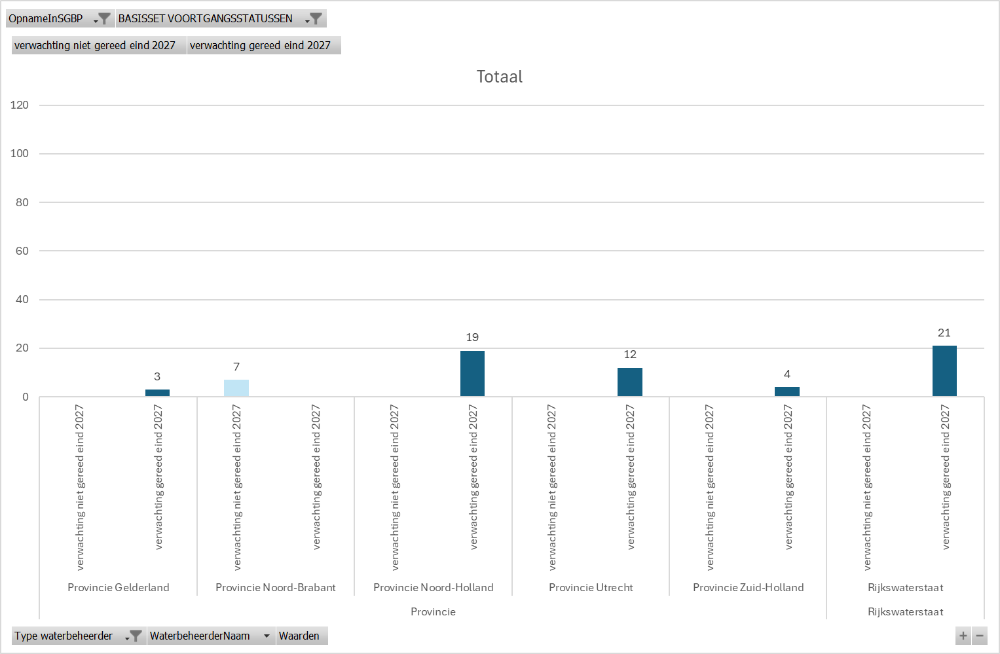 OpnameInSGBP BASISSET VOORTGANGSSTATUSSEN
verwachting niet gereed eind 2027 verwachting gereed eind 2027
Totaal
120
100
80
60
40
20
0
3
7
19
12
4
21
verwachting niet gereed eind 2027
verwachting gereed eind 2027
verwachting niet gereed eind 2027
verwachting gereed eind 2027
verwachting niet gereed eind 2027
verwachting gereed eind 2027
verwachting niet gereed eind 2027
verwachting gereed eind 2027
verwachting niet gereed eind 2027
verwachting gereed eind 2027
verwachting niet gereed eind 2027
verwachting gereed eind 2027
Provincie Gelderland Provincie Noord-Brabant Provincie Noord-Holland Provincie Utrecht Provincie Zuid-Holland Rijkswaterstaat
Provincie Rijkswaterstaat
Type waterbeheerder WaterbeheerderNaam Waarden + −